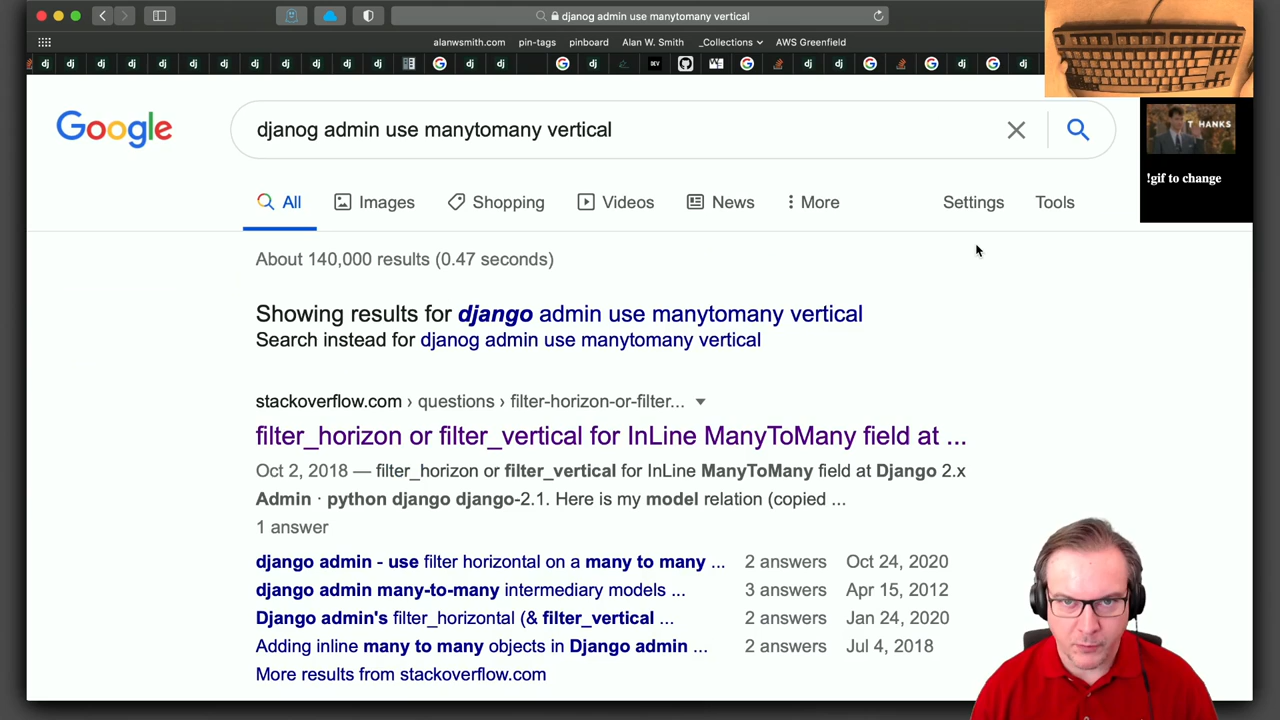 djanog admin use manytomany vertical
alanwsmith.com pin-tags pinboard Alan W. Smith _Collections AWS Greenfield
Google
djanog admin use manytomany vertical
T HANKS
!gif to change
All Images Shopping Videos News More Settings Tools
About 140,000 results (0.47 seconds)
Showing results for django admin use manytomany vertical
Search instead for djanog admin use manytomany vertical
stackoverflow.com › questions › filter-horizon-or-filter...
filter_horizon or filter_vertical for InLine ManyToMany field at ...
Oct 2, 2018 — filter_horizon or filter_vertical for InLine ManyToMany field at Django 2.x
Admin · python django django-2.1. Here is my model relation (copied ...
1 answer
django admin - use filter horizontal on a many to many ... 2 answers Oct 24, 2020
django admin many-to-many intermediary models ... 3 answers Apr 15, 2012
Django admin's filter_horizontal (& filter_vertical ... 2 answers Jan 24, 2020
Adding inline many to many objects in Django admin ... 2 answers Jul 4, 2018
More results from stackoverflow.com